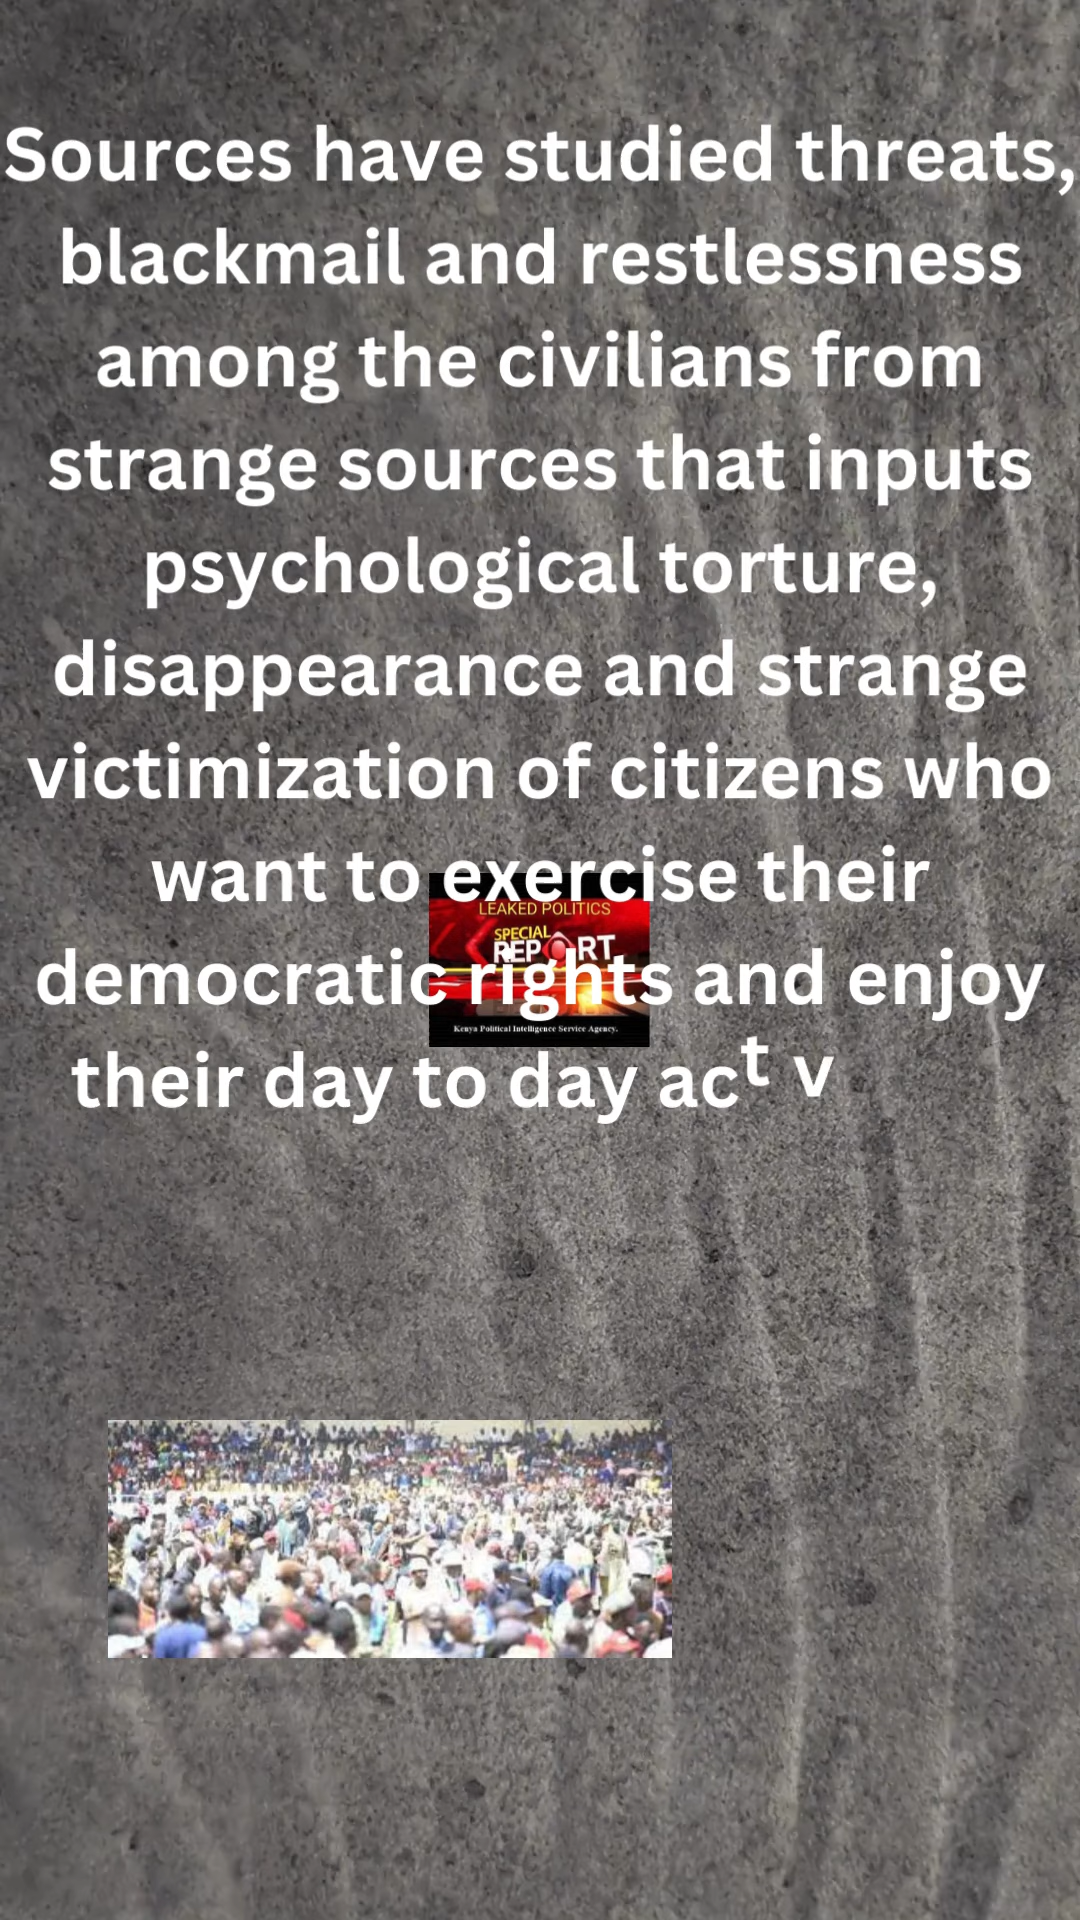 Sources have studied threats,
blackmail and restlessness
among the civilians from
strange sources that inputs
psychological torture,
disappearance and strange
victimization of citizens who
want to exercise their
LEAKED POLITICS
SPECIAL
REPORT
democratic rights and enjoy
Kenya Political Intelligence Service Agency.
their day to day act v